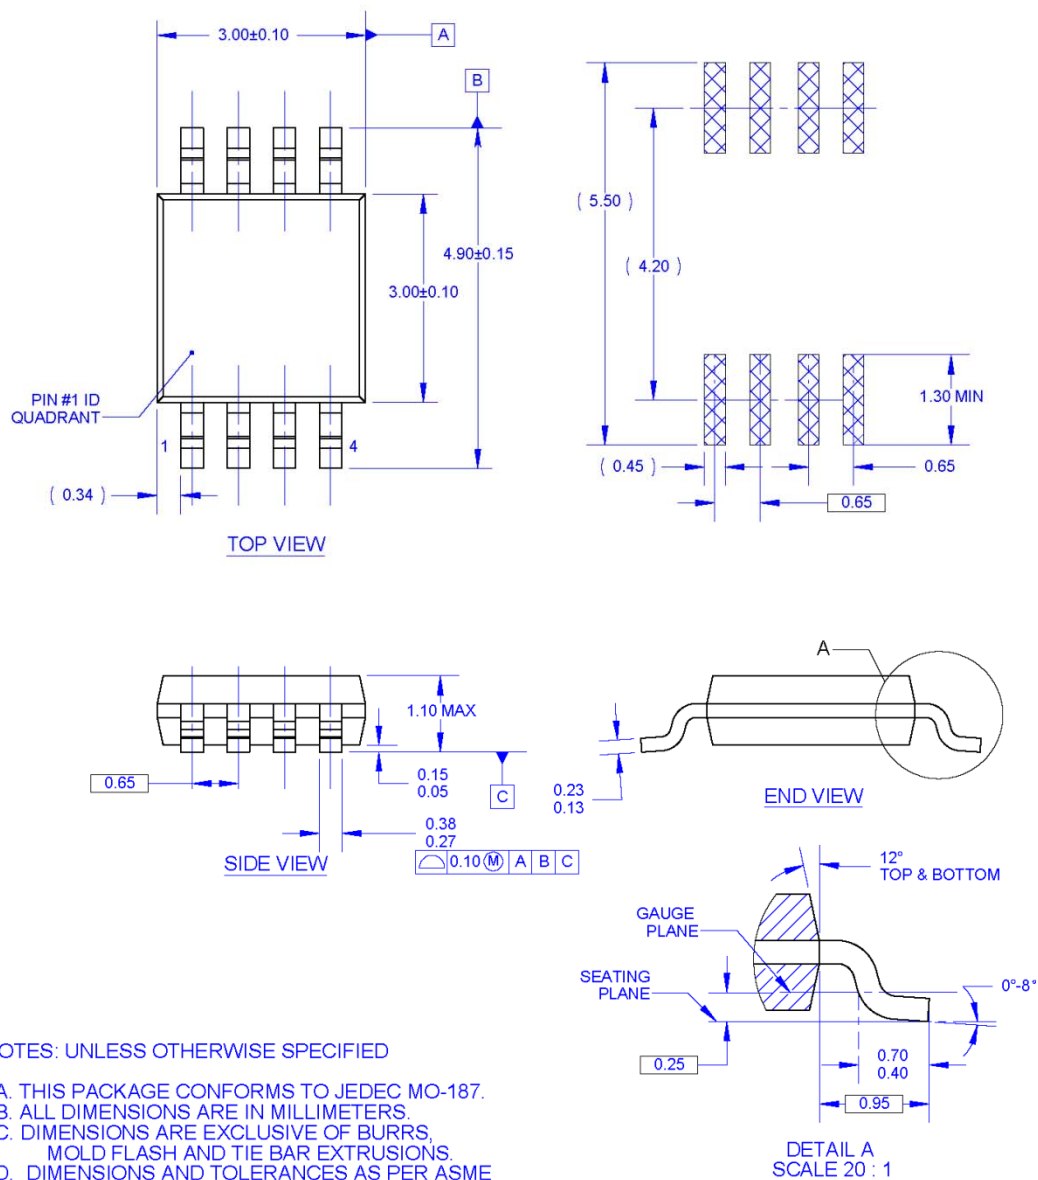 3.00±0.10
A
B
4.90±0.15
3.00±0.10
PIN #1 ID
QUADRANT
1
4
( 0.34 )
TOP VIEW
( 5.50 )
( 4.20 )
1.30 MIN
( 0.45 )
0.65
0.65
1.10 MAX
0.65
0.15
0.05
C
0.38
0.27
0.10 Ⓜ A B C
SIDE VIEW
A
0.23
0.13
END VIEW
12°
TOP & BOTTOM
GAUGE
PLANE
SEATING
PLANE
0°-8°
0.25
0.70
0.40
0.95
DETAIL A
SCALE 20 : 1
OTES: UNLESS OTHERWISE SPECIFIED
A. THIS PACKAGE CONFORMS TO JEDEC MO-187.
B. ALL DIMENSIONS ARE IN MILLIMETERS.
C. DIMENSIONS ARE EXCLUSIVE OF BURRS,
MOLD FLASH AND TIE BAR EXTRUSIONS.
D. DIMENSIONS AND TOLERANCES AS PER ASME